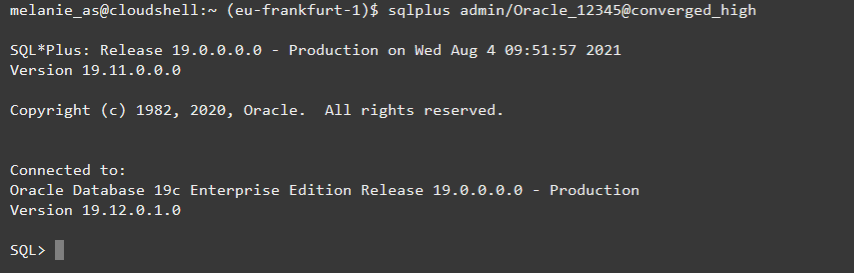 melanie_as@cloudshell:~ (eu-frankfurt-1)$ sqlplus admin/Oracle_12345@converged_high
SQL*Plus: Release 19.0.0.0.0 - Production on Wed Aug 4 09:51:57 2021
Version 19.11.0.0.0
Copyright (c) 1982, 2020, Oracle.  All rights reserved.
Connected to:
Oracle Database 19c Enterprise Edition Release 19.0.0.0.0 - Production
Version 19.12.0.1.0
SQL>